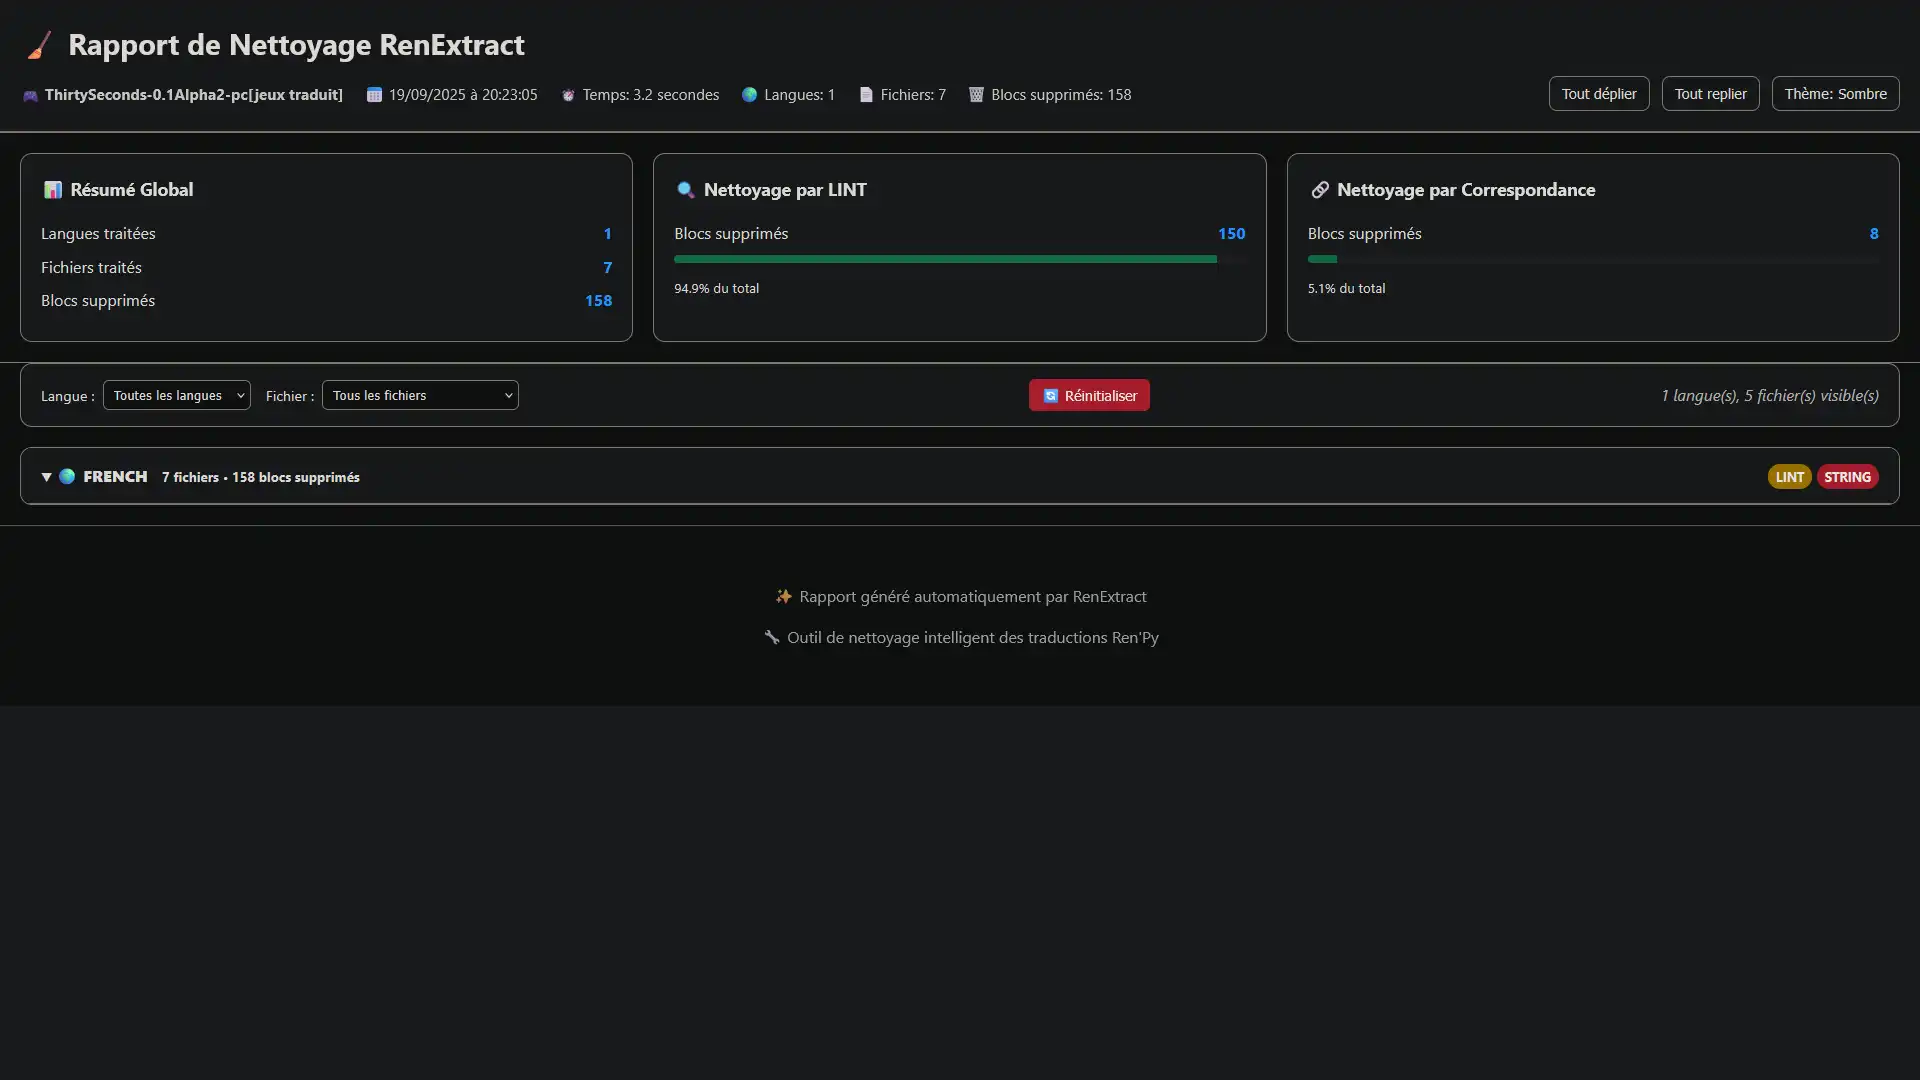 Rapport de Nettoyage RenExtract
ThirtySeconds-0.1Alpha2-pc[jeux traduit] 19/09/2025 à 20:23:05 Temps: 3.2 secondes Langues: 1 Fichiers: 7 Blocs supprimés: 158
Tout déplier Tout replier Thème: Sombre
Résumé Global
Langues traitées 1
Fichiers traités 7
Blocs supprimés 158
Nettoyage par LINT
Blocs supprimés 150
94.9% du total
Nettoyage par Correspondance
Blocs supprimés 8
5.1% du total
Langue : Toutes les langues Fichier : Tous les fichiers Réinitialiser 1 langue(s), 5 fichier(s) visible(s)
FRENCH 7 fichiers • 158 blocs supprimés LINT STRING
Rapport généré automatiquement par RenExtract
Outil de nettoyage intelligent des traductions Ren'Py